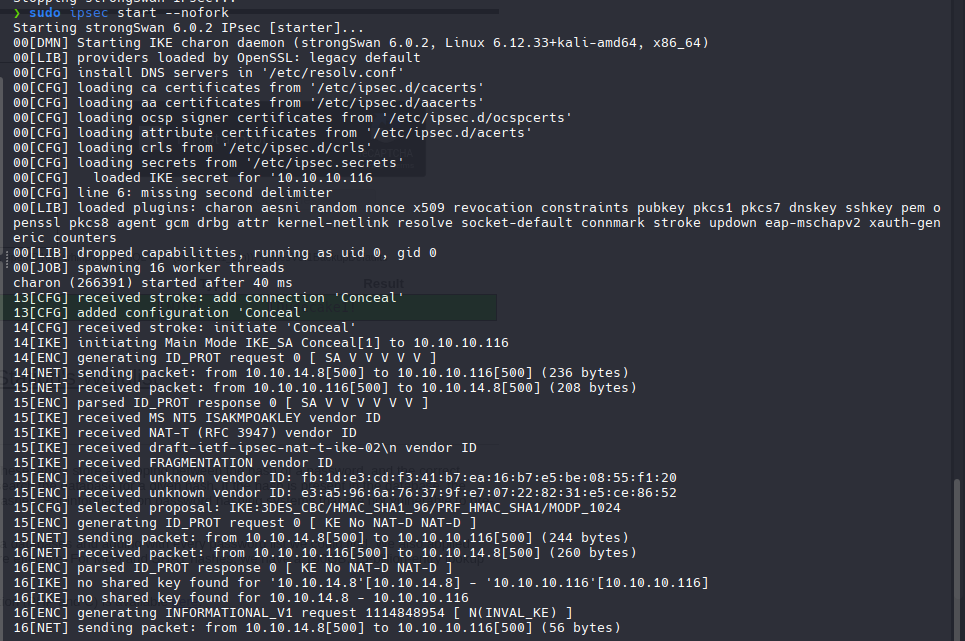 Stopping strongSwan IPsec...
❯ sudo ipsec start --nofork
Starting strongSwan 6.0.2 IPsec [starter]...
00[DMN] Starting IKE charon daemon (strongSwan 6.0.2, Linux 6.12.33+kali-amd64, x86_64)
00[LIB] providers loaded by OpenSSL: legacy default
00[CFG] install DNS servers in '/etc/resolv.conf'
00[CFG] loading ca certificates from '/etc/ipsec.d/cacerts'
00[CFG] loading aa certificates from '/etc/ipsec.d/aacerts'
00[CFG] loading ocsp signer certificates from '/etc/ipsec.d/ocspcerts'
00[CFG] loading attribute certificates from '/etc/ipsec.d/acerts'
00[CFG] loading crls from '/etc/ipsec.d/crls'
00[CFG] loading secrets from '/etc/ipsec.secrets'
00[CFG]   loaded IKE secret for '10.10.10.116
00[CFG] line 6: missing second delimiter
00[LIB] loaded plugins: charon aesni random nonce x509 revocation constraints pubkey pkcs1 pkcs7 dnskey sshkey pem o
penssl pkcs8 agent gcm drbg attr kernel-netlink resolve socket-default connmark stroke updown eap-mschapv2 xauth-gen
eric counters
00[LIB] dropped capabilities, running as uid 0, gid 0
00[JOB] spawning 16 worker threads
charon (266391) started after 40 ms
Result
13[CFG] received stroke: add connection 'Conceal'
13[CFG] added configuration 'Conceal'
14[CFG] received stroke: initiate 'Conceal'
14[IKE] initiating Main Mode IKE_SA Conceal[1] to 10.10.10.116
14[ENC] generating ID_PROT request 0 [ SA V V V V V ]
14[NET] sending packet: from 10.10.14.8[500] to 10.10.10.116[500] (236 bytes)
15[NET] received packet: from 10.10.10.116[500] to 10.10.14.8[500] (208 bytes)
15[ENC] parsed ID_PROT response 0 [ SA V V V V V V ]
15[IKE] received MS NT5 ISAKMPOAKLEY vendor ID
15[IKE] received NAT-T (RFC 3947) vendor ID
15[IKE] received draft-ietf-ipsec-nat-t-ike-02\n vendor ID
15[IKE] received FRAGMENTATION vendor ID
15[ENC] received unknown vendor ID: fb:1d:e3:cd:f3:41:b7:ea:16:b7:e5:be:08:55:f1:20
15[ENC] received unknown vendor ID: e3:a5:96:6a:76:37:9f:e7:07:22:82:31:e5:ce:86:52
15[CFG] selected proposal: IKE:3DES_CBC/HMAC_SHA1_96/PRF_HMAC_SHA1/MODP_1024
15[ENC] generating ID_PROT request 0 [ KE No NAT-D NAT-D ]
15[NET] sending packet: from 10.10.14.8[500] to 10.10.10.116[500] (244 bytes)
16[NET] received packet: from 10.10.10.116[500] to 10.10.14.8[500] (260 bytes)
16[ENC] parsed ID_PROT response 0 [ KE No NAT-D NAT-D ]
16[IKE] no shared key found for '10.10.14.8'[10.10.14.8] - '10.10.10.116'[10.10.10.116]
16[IKE] no shared key found for 10.10.14.8 - 10.10.10.116
16[ENC] generating INFORMATIONAL_V1 request 1114848954 [ N(INVAL_KE) ]
16[NET] sending packet: from 10.10.14.8[500] to 10.10.10.116[500] (56 bytes)